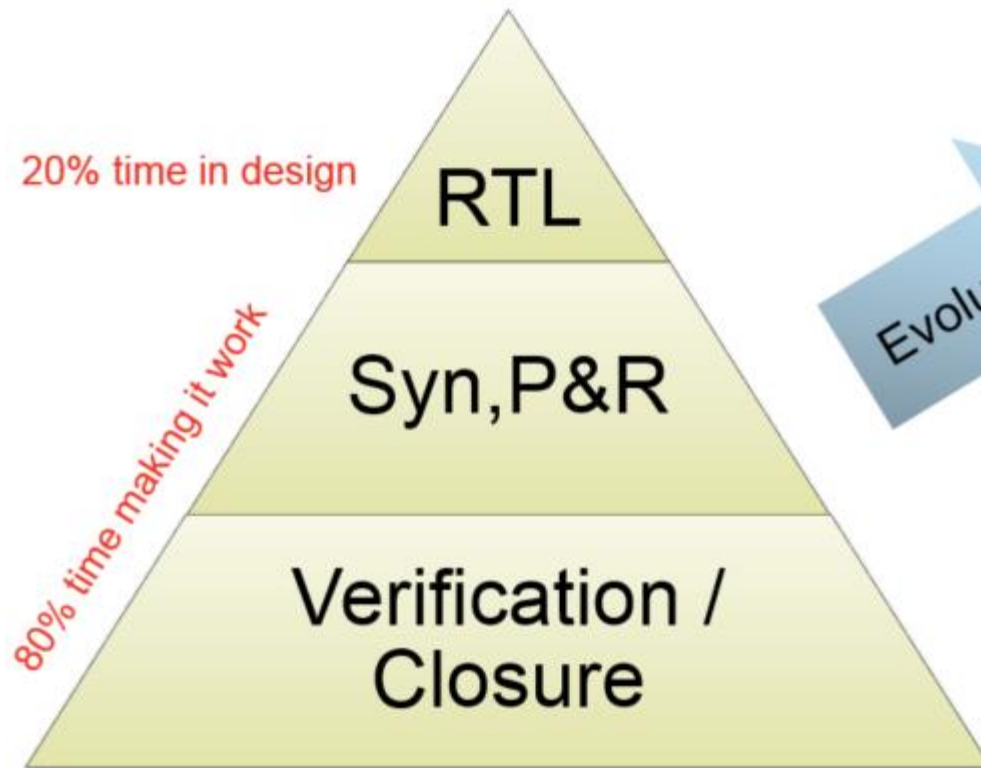 20% time in design
RTL
80% time making it work
Syn,P&R
Verification /
Closure